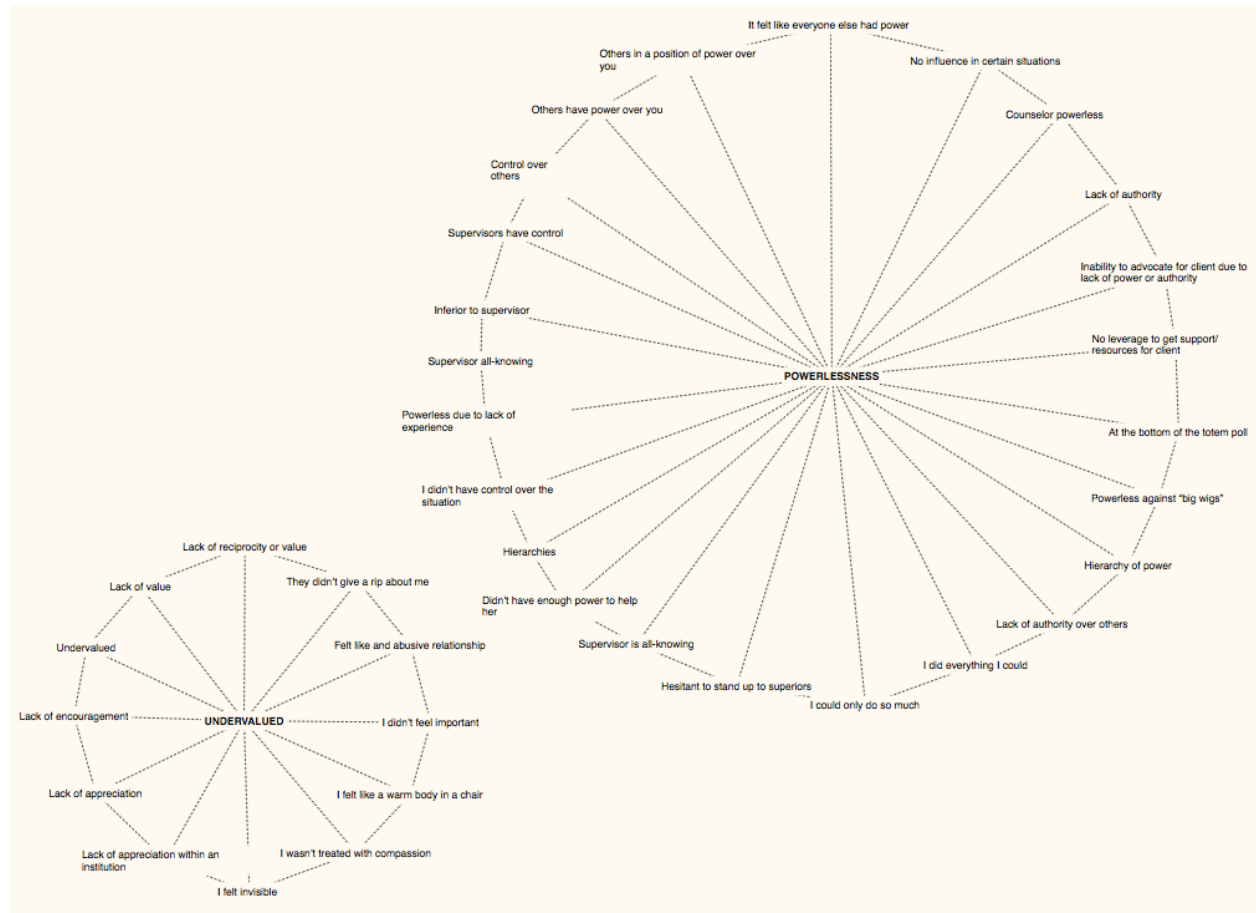 It felt like everyone else had power
Others in a position of power over
you
No influence in certain situations
Others have power over you
Counselor powerless
Control over
others
Lack of authority
Supervisors have control
Inability to advocate for client due to
lack of power or authority
Inferior to supervisor
No leverage to get support/
resources for client
Supervisor all-knowing
POWERLESSNESS
Powerless due to lack of
experience
At the bottom of the totem poll
I didn't have control over the
situation
Powerless against "big wigs"
Hierarchies
Hierarchy of power
Didn't have enough power to help
her
Lack of authority over others
Supervisor is all-knowing
I did everything I could
Hesitant to stand up to superiors
I could only do so much
Lack of reciprocity or value
They didn't give a rip about me
Lack of value
Undervalued
Felt like and abusive relationship
Lack of encouragement
UNDERVALUED
I didn't feel important
Lack of appreciation
I felt like a warm body in a chair
Lack of appreciation within an
institution
I wasn't treated with compassion
I felt invisible